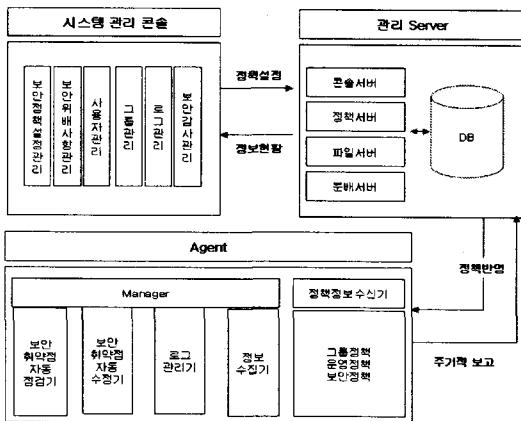 시스템 관리 콘솔
관리 Server
보안정책설정관리
보안위배사항관리
사용자관리
그룹관리
로그관리
보안감사관리
정책설정
정보현황
콘솔서버
정책서버
파일서버
분배서버
DB
Agent
정책반영
Manager
정책정보수신기
보안
취약점
자동
점검기
보안
취약점
자동
수정기
로그
관리기
정보
수집기
그룹정책
운영정책
보안정책
주기적 보고